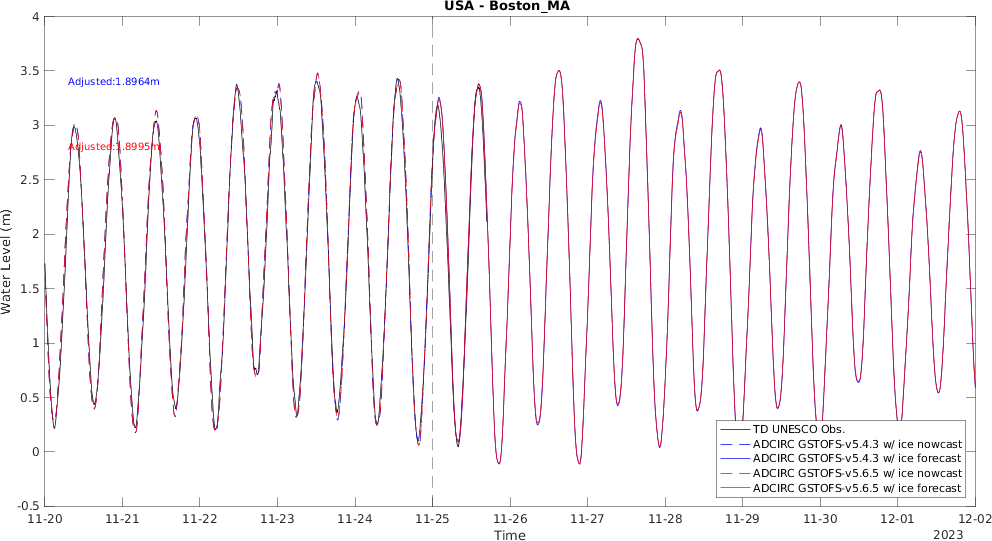 USA - Boston_MA
4
3.5
3
2.5
2
1.5
1
0.5
0
-0.5
Water Level (m)
Adjusted:1.8964m
Adjusted:1.8995m
TD UNESCO Obs.
ADCIRC GSTOFS-v5.4.3 w/ ice nowcast
ADCIRC GSTOFS-v5.4.3 w/ ice forecast
ADCIRC GSTOFS-v5.6.5 w/ ice nowcast
ADCIRC GSTOFS-v5.6.5 w/ ice forecast
11-20 11-21 11-22 11-23 11-24 11-25 11-26 11-27 11-28 11-29 11-30 12-01 12-02
Time
2023